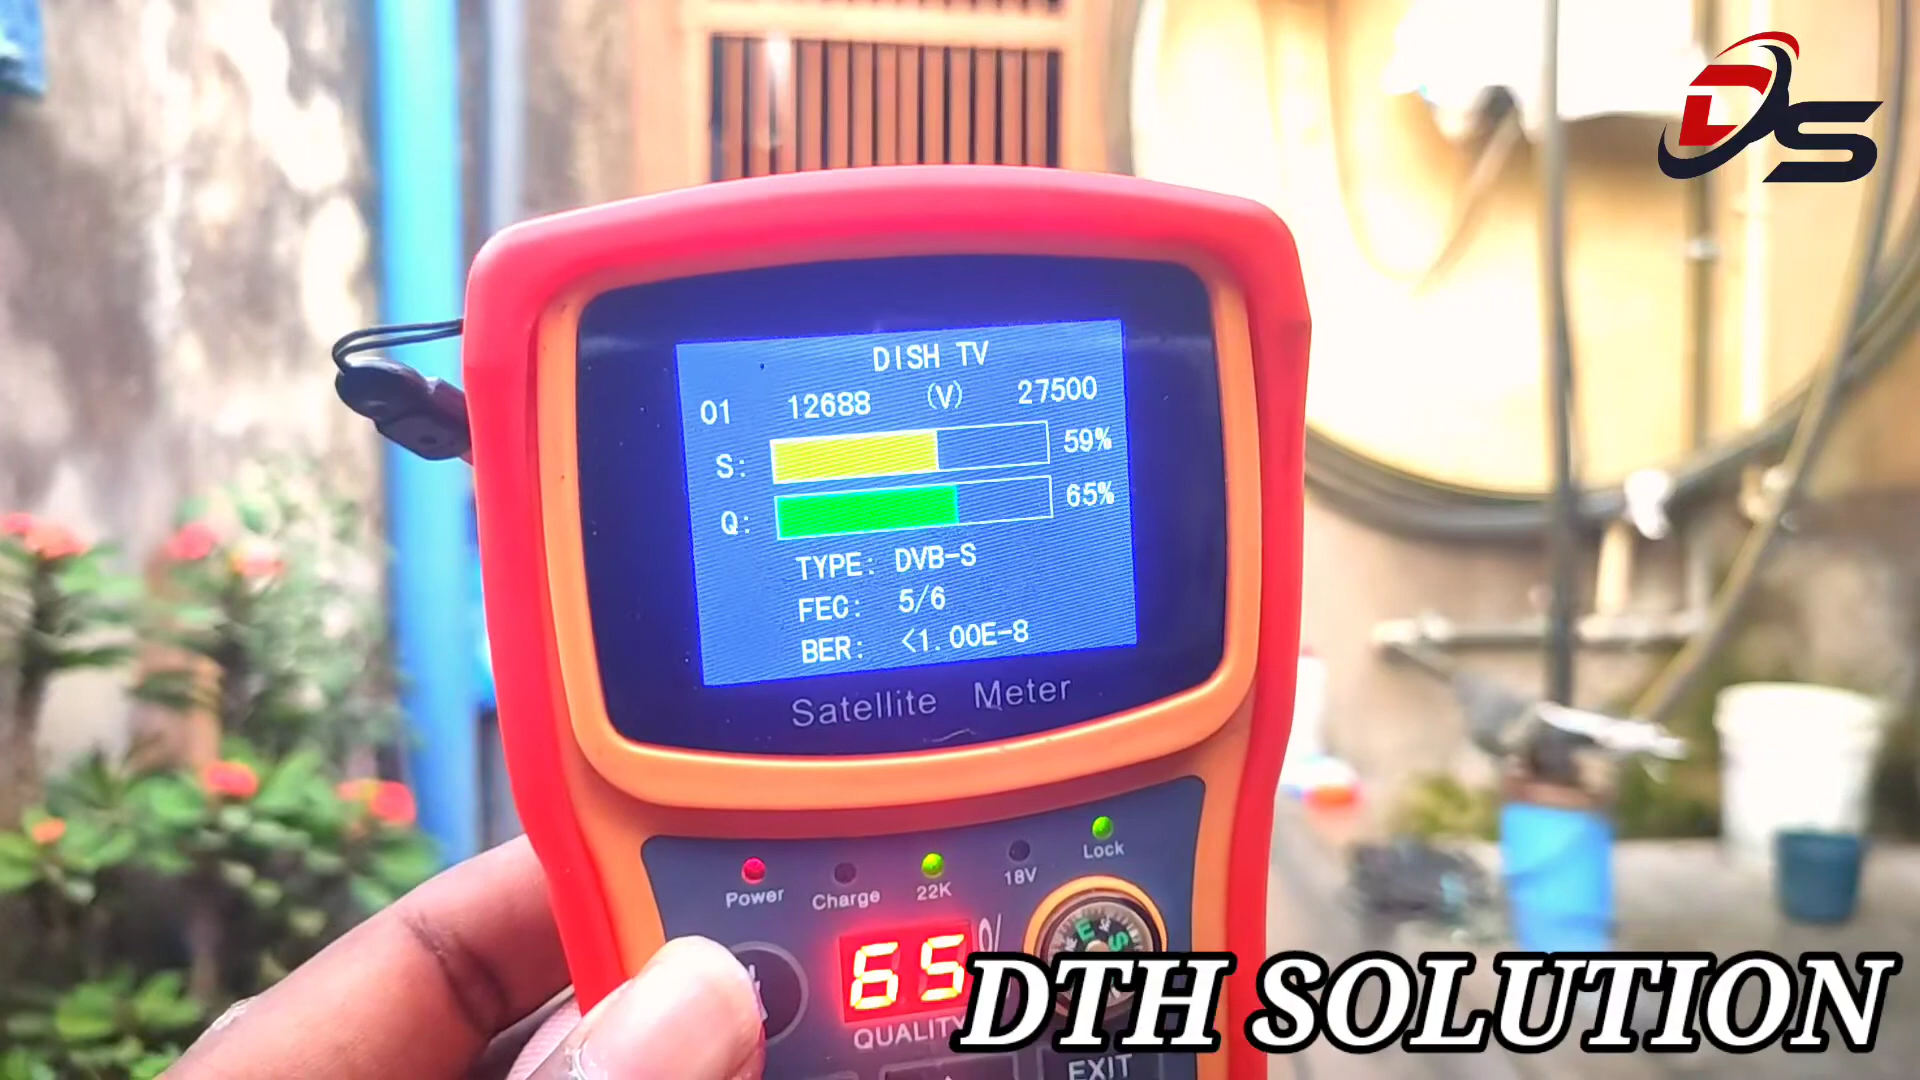 DS
DISH TV
01 12688 (V) 27500
S: 59%
Q: 65%
TYPE: DVB-S
FEC: 5/6
BER: <1.00E-8
Satellite Meter
Power Charge 22K 18V Lock
65 %
E S
QUALITY
DTH SOLUTION
EXIT